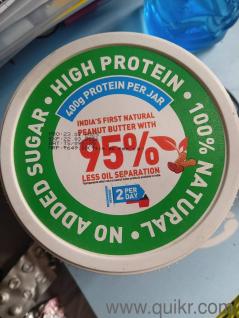 NO ADDED SUGAR • HIGH PROTEIN • 100% NATURAL •
400g PROTEIN PER JAR
INDIA'S FIRST NATURAL
PEANUT BUTTER WITH
95%
LESS OIL SEPARATION
2 PER
DAY
www.quikr.com